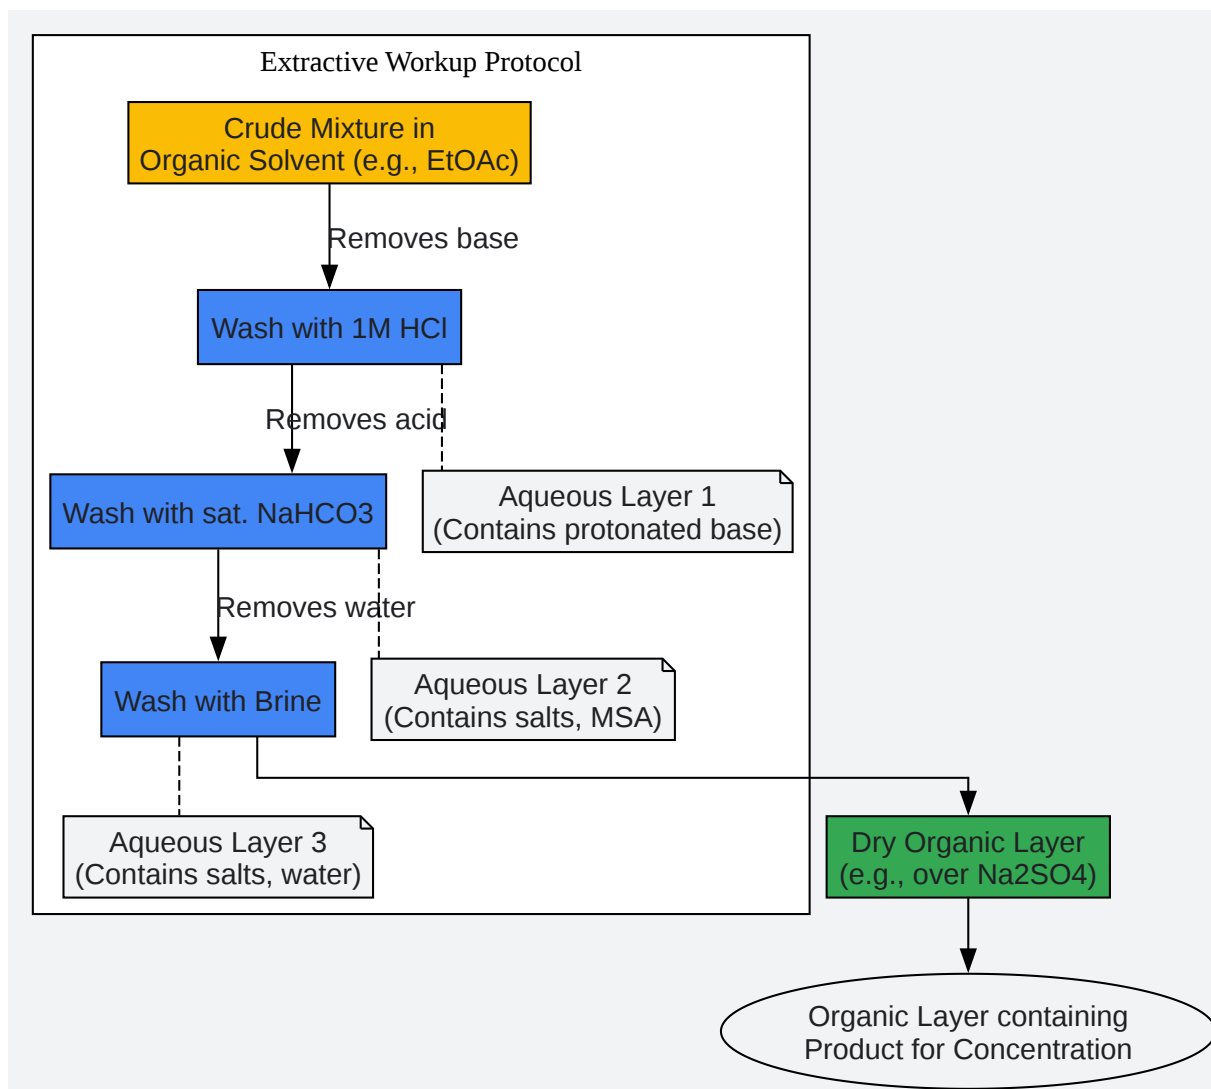 Extractive Workup Protocol
Crude Mixture in
Organic Solvent (e.g., EtOAc)
Removes base
Wash with 1M HCl
Removes acid
Wash with sat. NaHCO3
Aqueous Layer 1
(Contains protonated base)
Removes water
Wash with Brine
Aqueous Layer 2
(Contains salts, MSA)
Aqueous Layer 3
(Contains salts, water)
Dry Organic Layer
(e.g., over Na2SO4)
Organic Layer containing
Product for Concentration